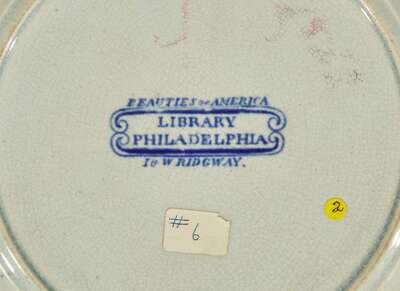 BEAUTIES OF AMERICA
LIBRARY
PHILADELPHIA
I & W RIDGWAY.
# 6
2